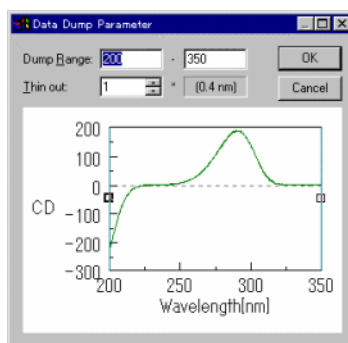 Data Dump Parameter
Dump Range: 200 - 350 OK
Thin out: 1 * (0.4 nm) Cancel
200
100
0
CD
-100
-200
-300
200 250 300 350
Wavelength[nm]